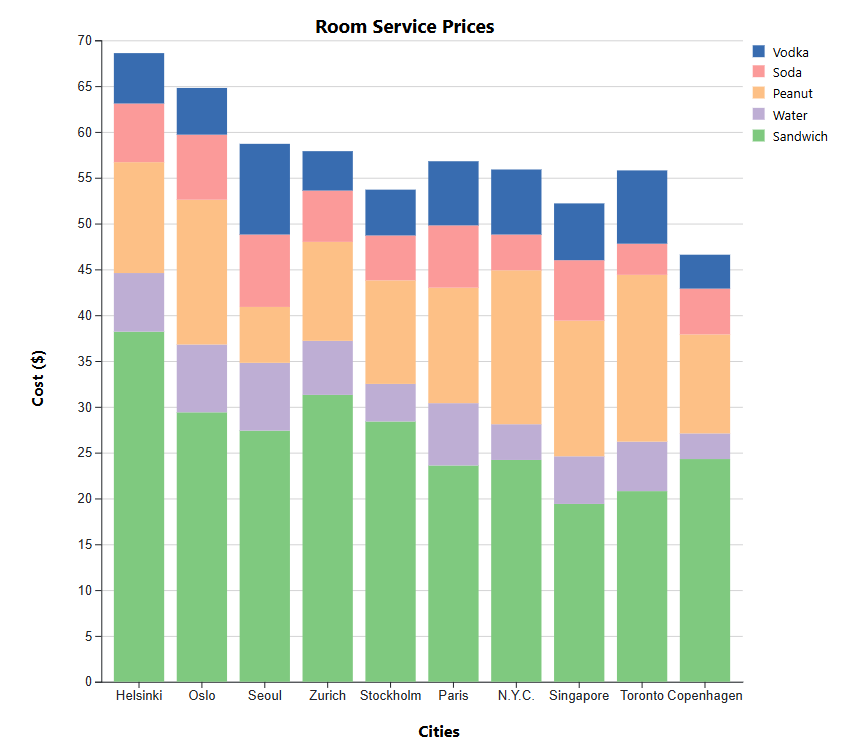 Room Service Prices
70
65
60
55
50
45
40
35
30
25
20
15
10
5
0
Cost ($)
Helsinki Oslo Seoul Zurich Stockholm Paris N.Y.C. Singapore Toronto Copenhagen
Cities
Vodka
Soda
Peanut
Water
Sandwich